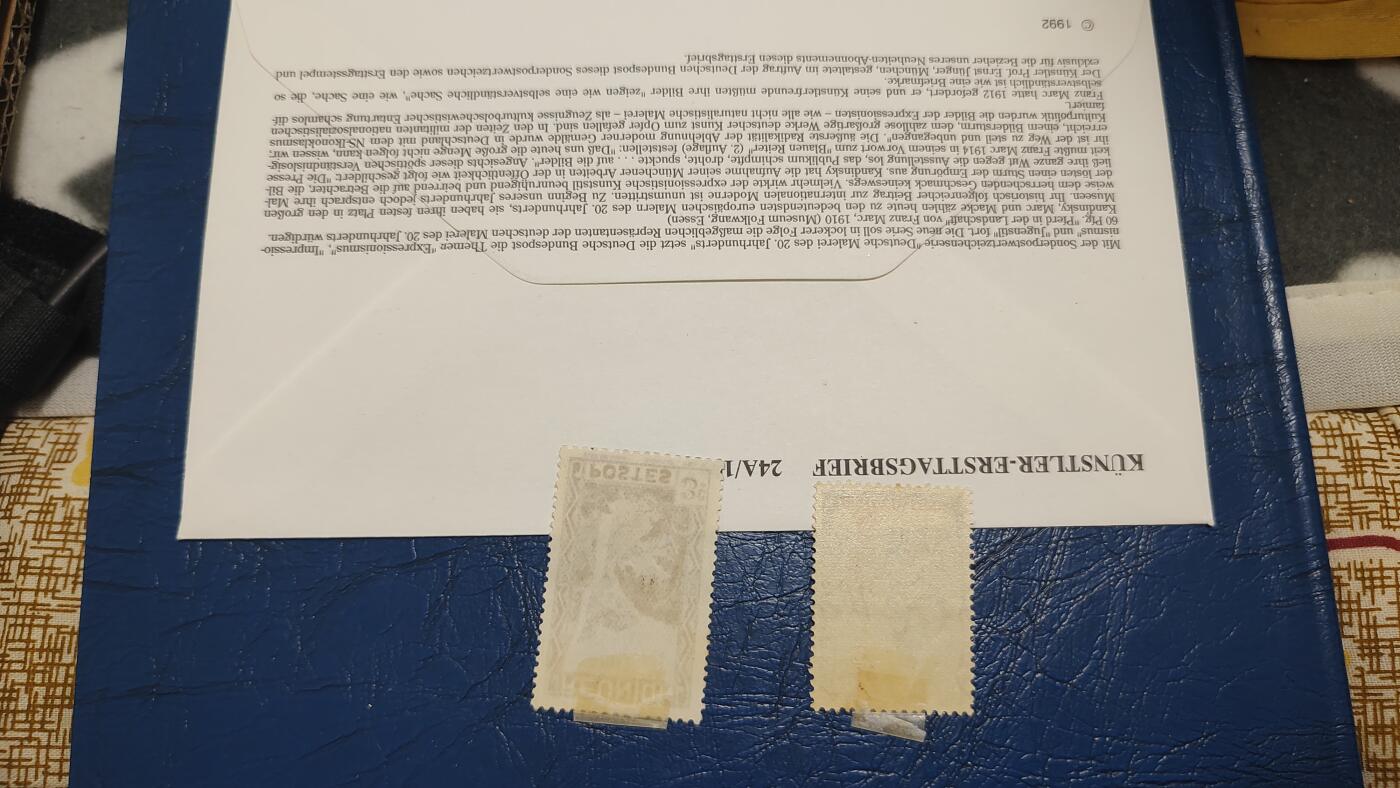 KÜNSTLER-ERSTTAGSBRIEF 24A/1
Mit der Sonderpostwertzeichenserie "Deutsche Malerei des 20. Jahrhunderts" setzt die Deutsche Bundespost die Themen "Expressionismus", "Impressio-
nismus" und "Jugenstil" fort. Die neue Serie soll in lockerer Folge die maßgeblichen Repräsentanten der deutschen Malerei des 20. Jahrhunderts würdigen.
60 Pfg. "Pferd in der Landschaft" von Franz Marc, 1910 (Museum Folkwang, Essen)
Kandinsky, Marc und Macke zählen heute zu den bedeutendsten europäischen Malern des 20. Jahrhunderts, sie haben ihren festen Platz in den großen
Museen. Ihr historisch folgenreicher Beitrag zur internationalen Moderne ist unumstritten. Zu Beginn unseres Jahrhunderts jedoch entsprach ihre Mal-
weise dem herrschenden Geschmack keineswegs. Vielmehr wirkte der expressionistische Kunststil beunruhigend und beirrend auf die Betrachter, die Bil-
der lösten einen Sturm der Empörung aus. Kandinsky hat die Aufnahme seiner Münchener Arbeiten in der Öffentlichkeit wie folgt geschildert: "Die Presse
ließ ihre ganze Wut gegen die Ausstellung los, das Publikum schimpfte, drohte, spuckte . . . auf die Bilder". Angesichts dieser spöttischen Verständnislosig-
keit mußte Franz Marc 1914 in seinem Vorwort zum "Blauen Reiter" (2. Auflage) feststellen: "Daß uns heute die große Menge nicht folgen kann, wissen wir;
ihr ist der Weg zu steil und unbegangen". Die äußerste Radikalität der Ablehnung moderner Gemälde wurde in Deutschland mit dem NS-Ikonoklasmus
erreicht, einem Bildersturm, dem zahllose großartige Werke deutscher Kunst zum Opfer gefallen sind. In den Zeiten der militanten nationalsozialistischen
Kulturpolitik wurden die Bilder der Expressionisten – wie alle nicht naturalistische Malerei – als Zeugnisse kulturbolschewistischer Entartung schamlos dif-
famiert.
Franz Marc hatte 1912 gefordert, er und seine Künstlerfreunde müßten ihre Bilder "zeigen wie eine selbstverständliche Sache", wie eine Sache, die so
selbstverständlich ist wie eine Briefmarke.
Der Künstler Prof. Ernst Jünger, München, gestaltete im Auftrag der Deutschen Bundespost dieses Sonderpostwertzeichen sowie den Ersttagsstempel und
exklusiv für die Bezieher unseres Neuheiten-Abonnements diesen Ersttagsbrief.
© 1992
POSTES